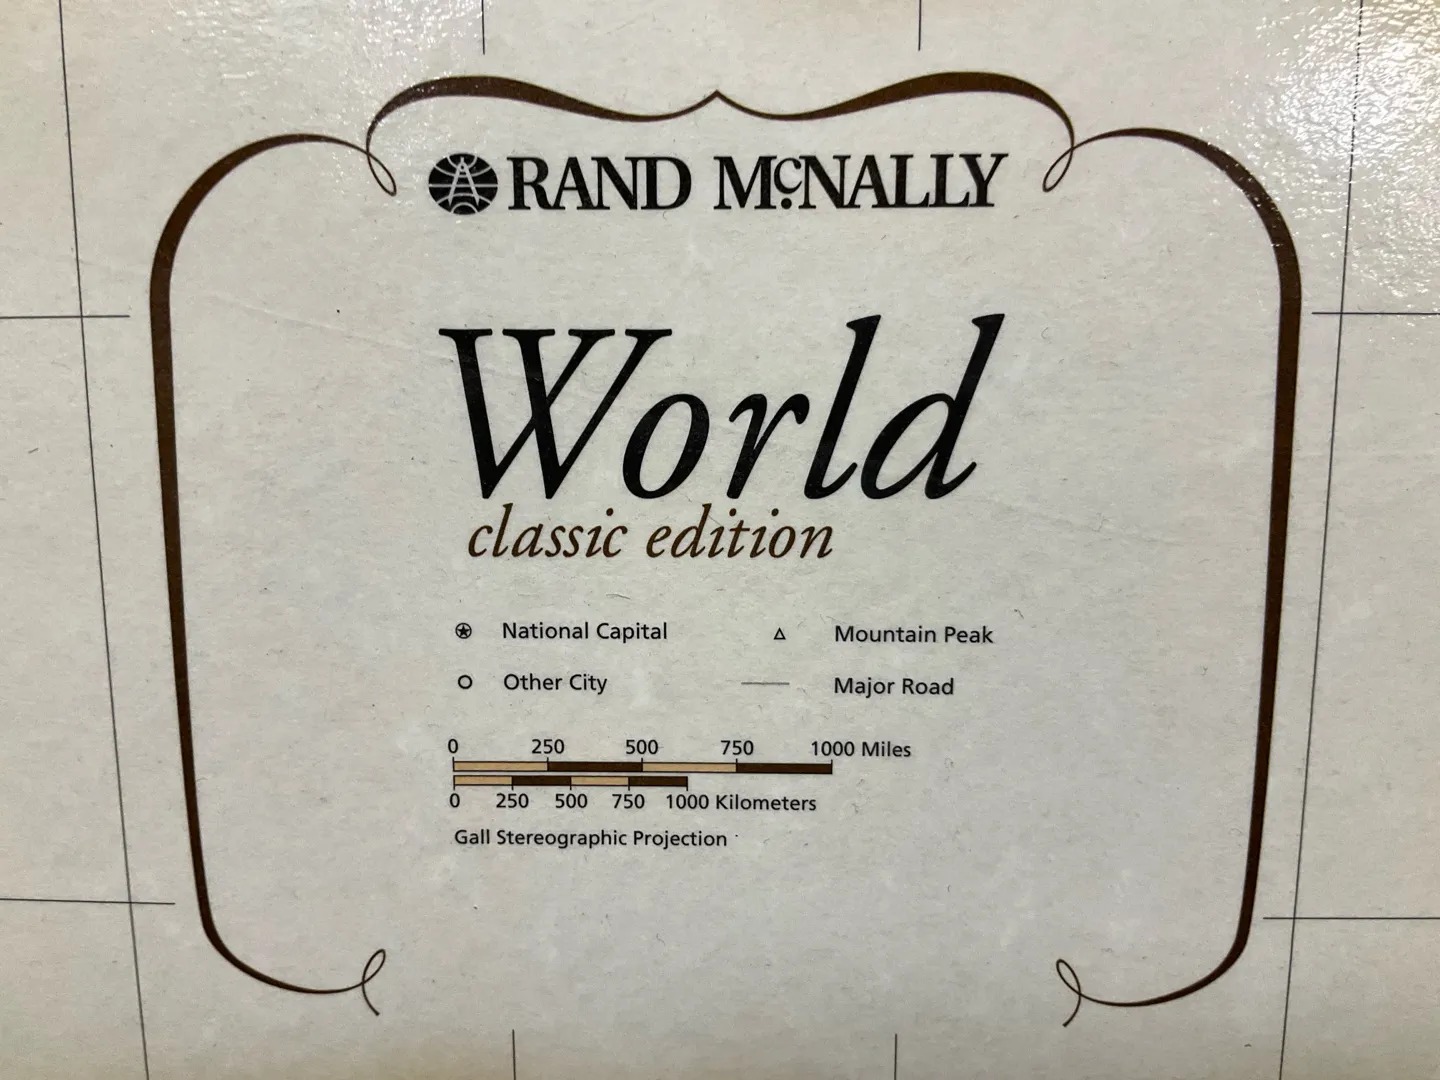 RAND McNALLY
World
classic edition
National Capital
Mountain Peak
Other City
Major Road
0 250 500 750 1000 Miles
0 250 500 750 1000 Kilometers
Gall Stereographic Projection